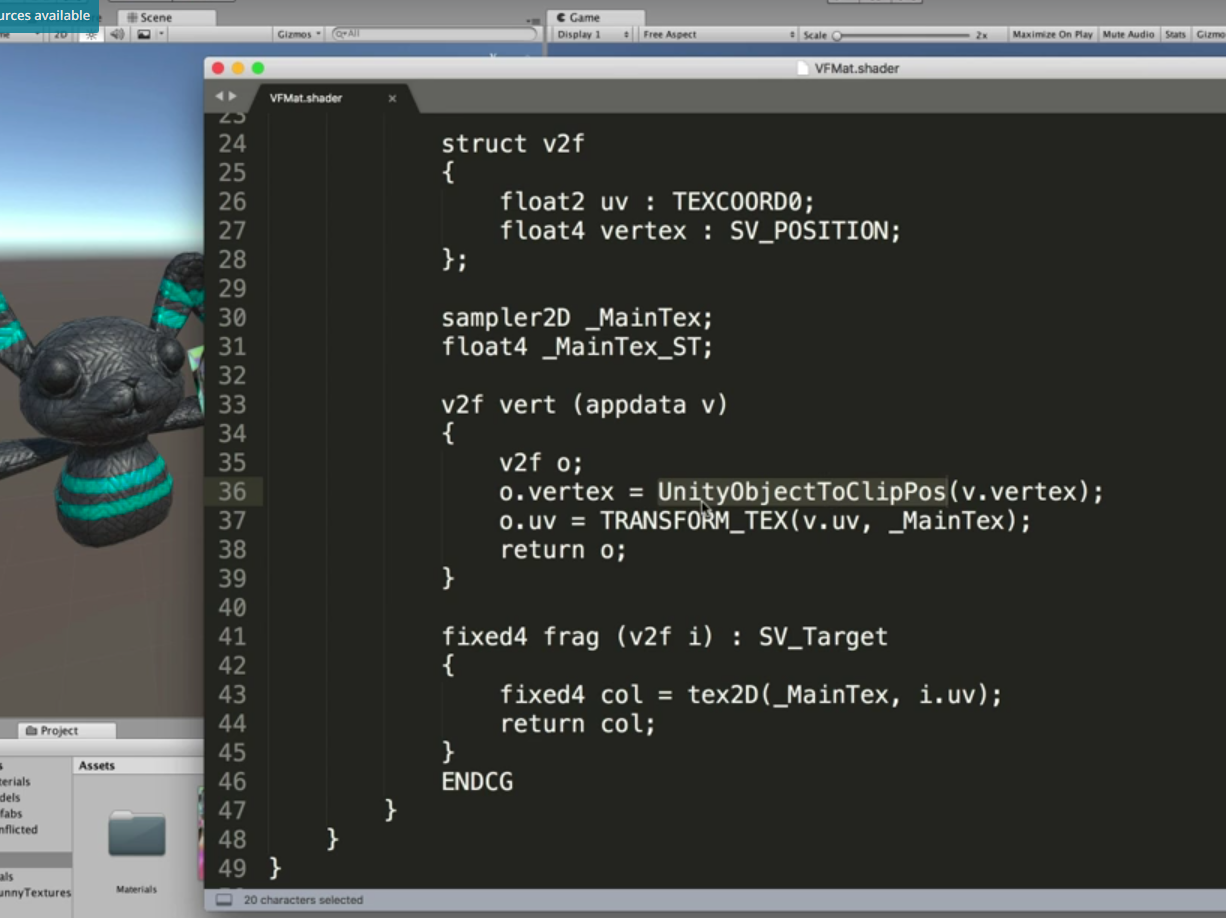 urces available
Scene
Game
2D
Gizmos
All
Display 1
Free Aspect
Scale
2x
Maximize On Play
Mute Audio
Stats
Gizmo
VFMat.shader
VFMat.shader
23
24 struct v2f
25 {
26 float2 uv : TEXCOORD0;
27 float4 vertex : SV_POSITION;
28 };
29
30 sampler2D _MainTex;
31 float4 _MainTex_ST;
32
33 v2f vert (appdata v)
34 {
35 v2f o;
36 o.vertex = UnityObjectToClipPos(v.vertex);
37 o.uv = TRANSFORM_TEX(v.uv, _MainTex);
38 return o;
39 }
40
41 fixed4 frag (v2f i) : SV_Target
42 {
43 fixed4 col = tex2D(_MainTex, i.uv);
44 return col;
45 }
46 ENDCG
47 }
48 }
49 }
Project
Assets
terials
dels
fabs
nflicted
als
unnyTextures
Materials
20 characters selected